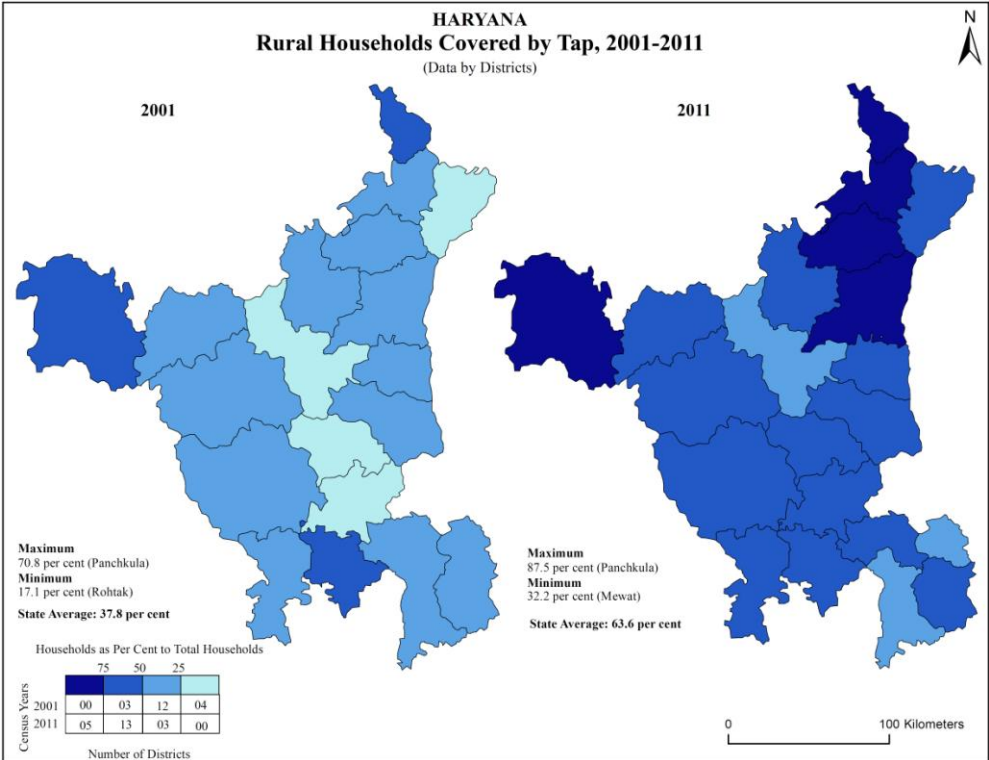 HARYANA
Rural Households Covered by Tap, 2001-2011
(Data by Districts)
N
2001
2011
Maximum
70.8 per cent (Panchkula)
Minimum
17.1 per cent (Rohtak)
State Average: 37.8 per cent
Maximum
87.5 per cent (Panchkula)
Minimum
32.2 per cent (Mewat)
State Average: 63.6 per cent
Households as Per Cent to Total Households
75 50 25
Census Years
2001 00 03 12 04
2011 05 13 03 00
Number of Districts
0 100 Kilometers